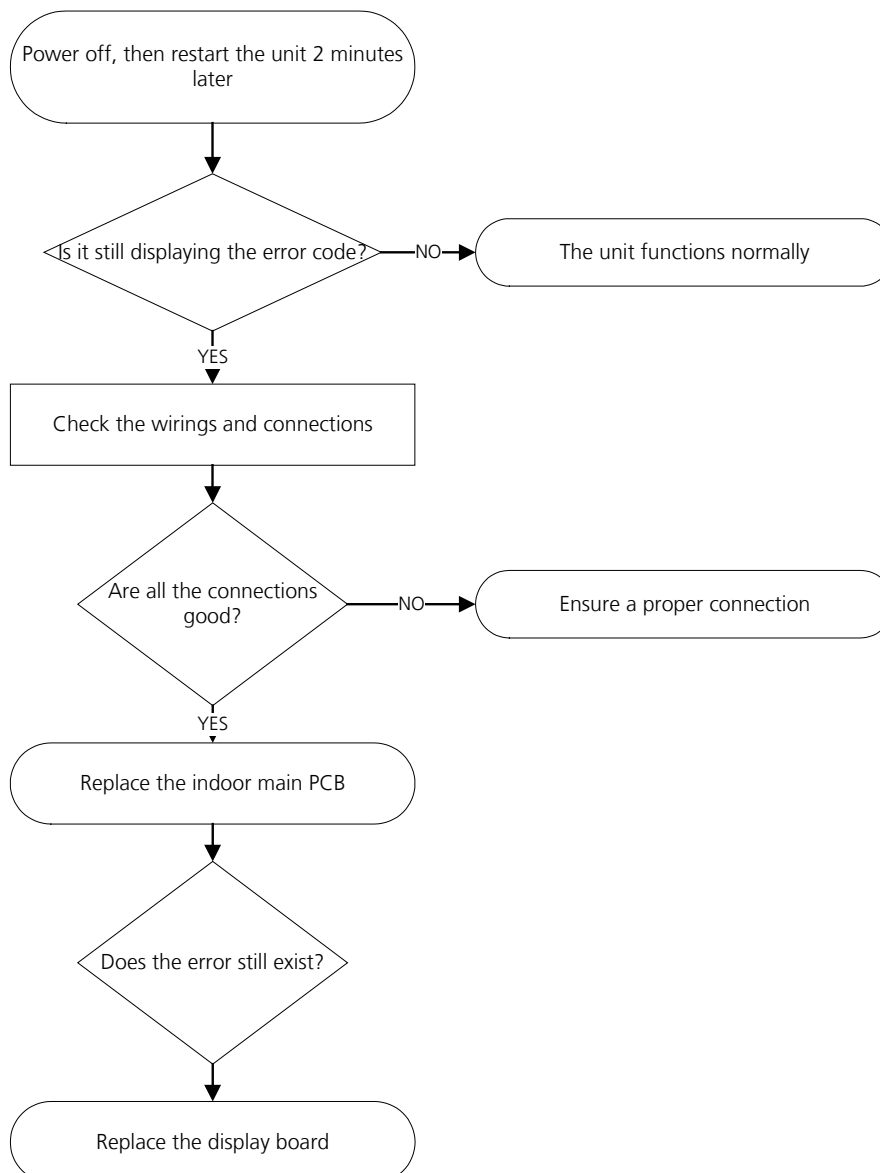 Power off, then restart the unit 2 minutes
later
Is it still displaying the error code?
NO
The unit functions normally
YES
Check the wirings and connections
Are all the connections
good?
NO
Ensure a proper connection
YES
Replace the indoor main PCB
Does the error still exist?
Replace the display board